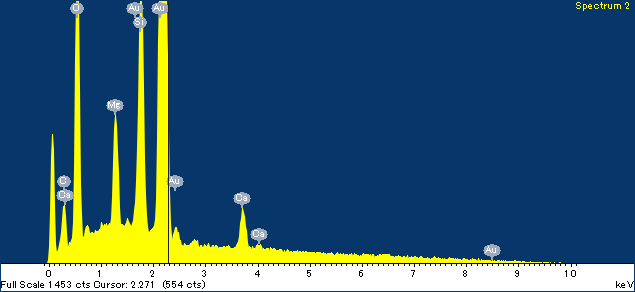 Spectrum 2
O Au Au
Si
Mg
C Au
Ca
Ca
Ca
Au
0 1 2 3 4 5 6 7 8 9 10
Full Scale 1453 cts Cursor: 2.271 (554 cts) keV